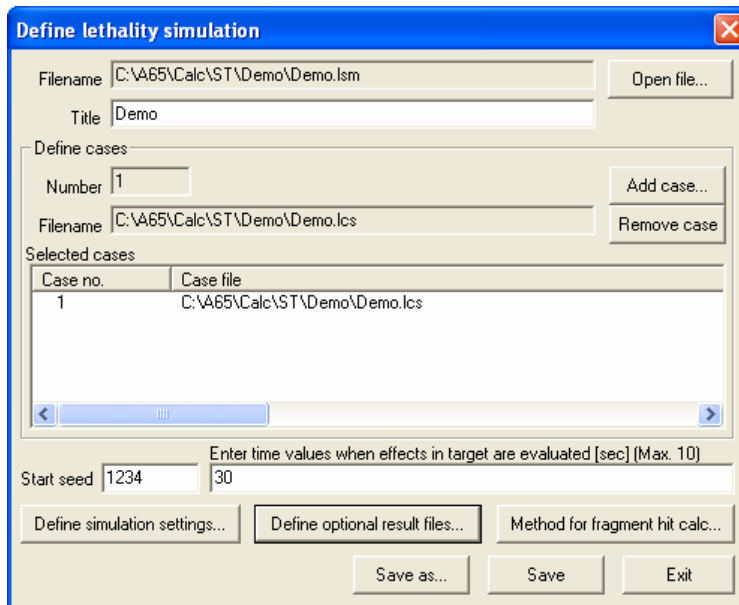 Define lethality simulation
Filename C:\A65\Calc\ST\Demo\Demo.lsm Open file...
Title Demo
Define cases
Number 1 Add case...
Filename C:\A65\Calc\ST\Demo\Demo.lcs Remove case
Selected cases
Case no. Case file
1 C:\A65\Calc\ST\Demo\Demo.lcs
Enter time values when effects in target are evaluated [sec] (Max. 10)
Start seed 1234 30
Define simulation settings... Define optional result files... Method for fragment hit calc...
Save as... Save Exit